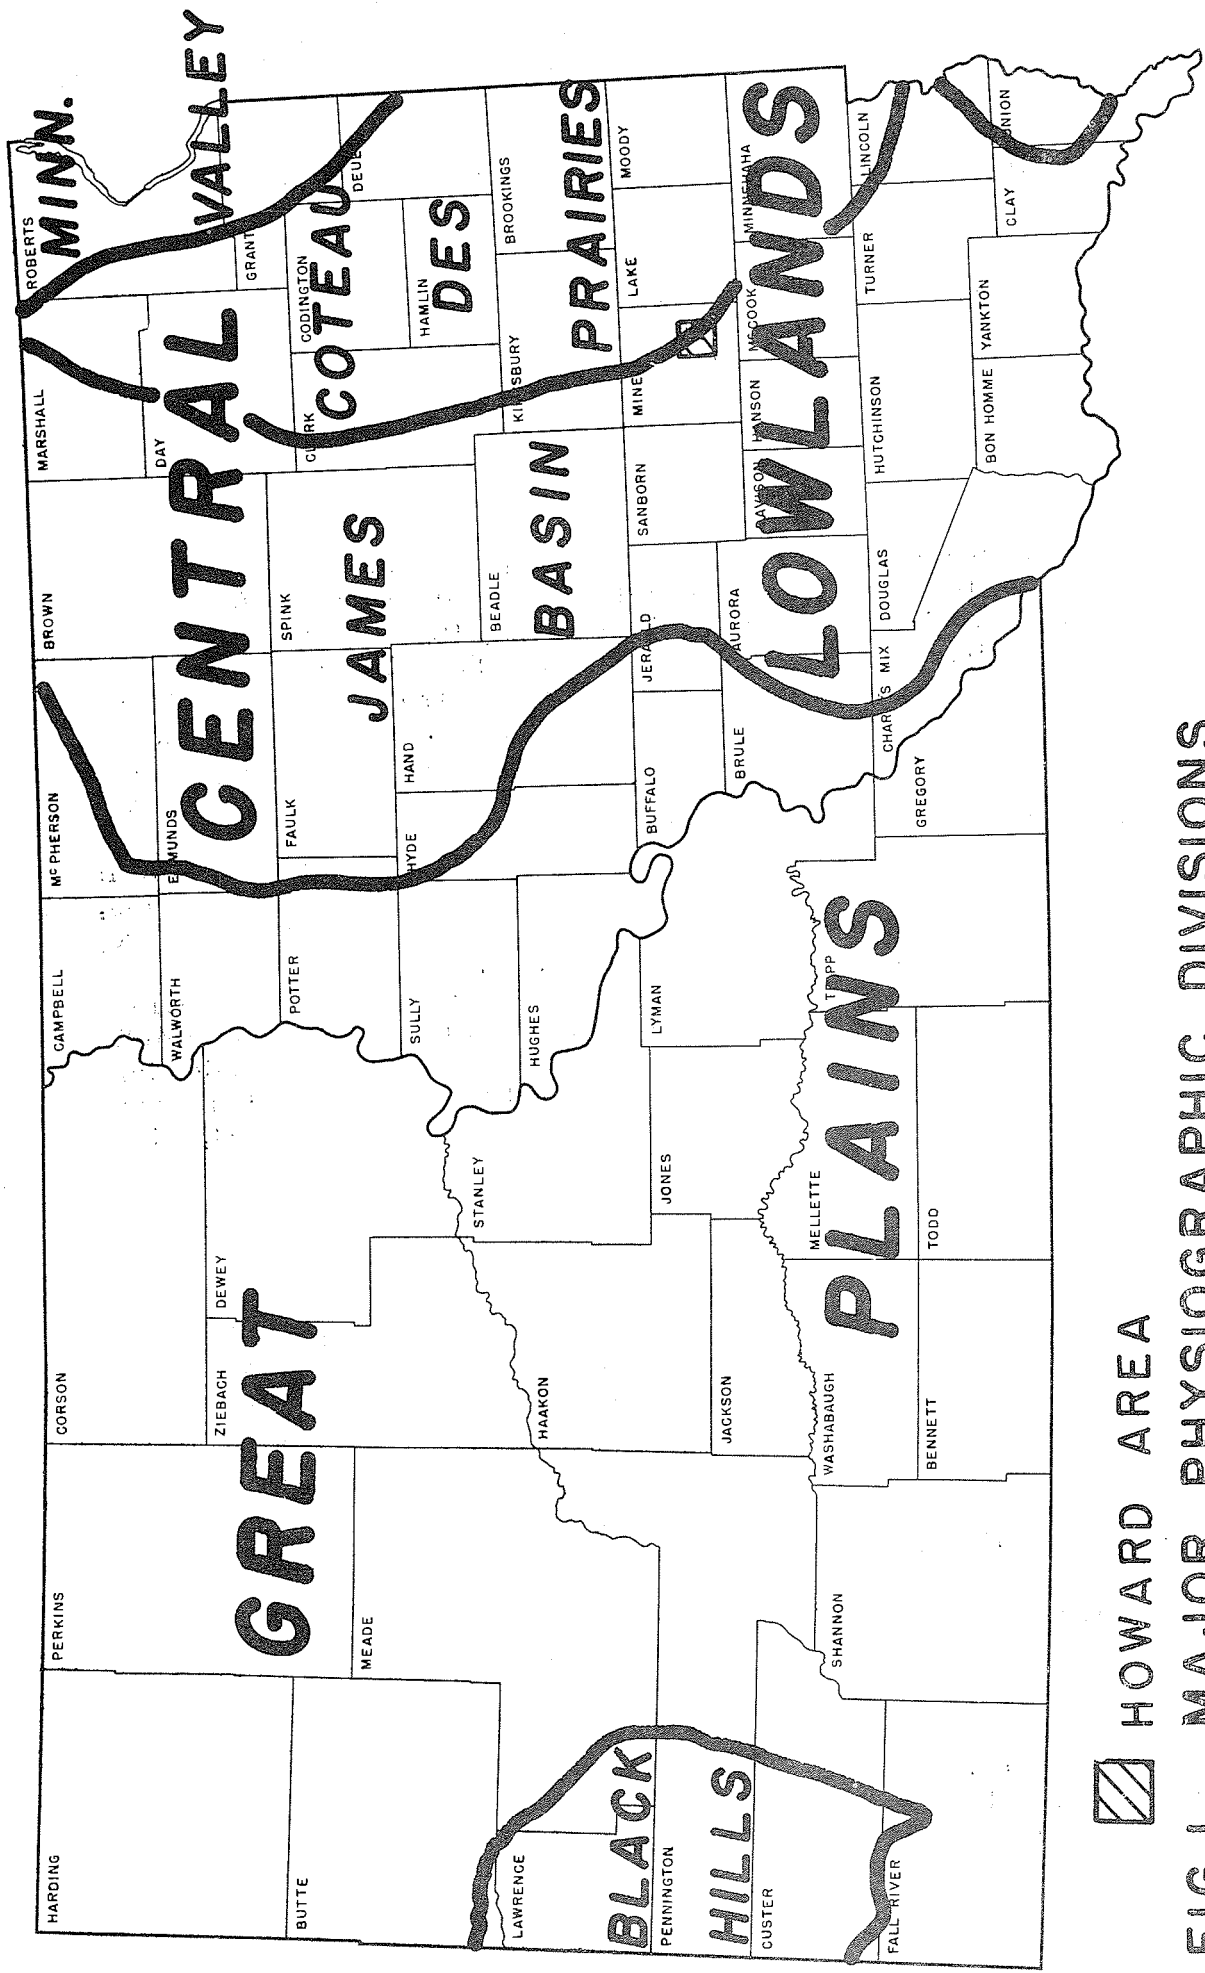 HARDING
PERKINS
CORSON
CAMPBELL
McPHERSON
BROWN
MARSHALL
ROBERTS
MINN.
VALLEY
BUTTE
MEADE
ZIEBACH
DEWEY
WALWORTH
EDMUNDS
DAY
GRANT
GREAT
CENTRAL
POTTER
FAULK
SPINK
CLARK
CODINGTON
DEUEL
COTEAU
DES
PRAIRIES
JAMES
BASIN
LAWRENCE
HAAKON
STANLEY
SULLY
HUGHES
HYDE
HAND
BEADLE
KINGSBURY
HAMLIN
BROOKINGS
BLACK
HILLS
PENNINGTON
JACKSON
JONES
LYMAN
BUFFALO
JERAULD
SANBORN
MINER
LAKE
MOODY
CUSTER
SHANNON
WASHABAUGH
MELLETTE
TRIPP
BRULE
AURORA
DAVISON
HANSON
McCOOK
MINNEHAHA
PLAINS
LOWLANDS
FALL RIVER
BENNETT
TODD
GREGORY
CHARLES MIX
DOUGLAS
HUTCHINSON
TURNER
LINCOLN
BON HOMME
YANKTON
CLAY
UNION
HOWARD AREA
FIG. I MAJOR PHYSIOGRAPHIC DIVISIONS